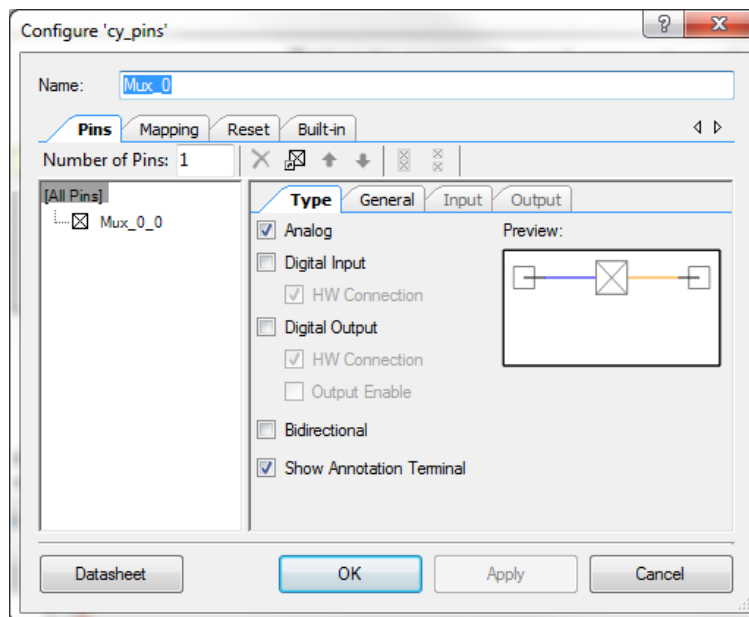 Configure 'cy_pins'
Name: Mux_0
Pins Mapping Reset Built-in
Number of Pins: 1
[All Pins]
Mux_0_0
Type General Input Output
Analog
Preview:
Digital Input
HW Connection
Digital Output
HW Connection
Output Enable
Bidirectional
Show Annotation Terminal
Datasheet OK Apply Cancel